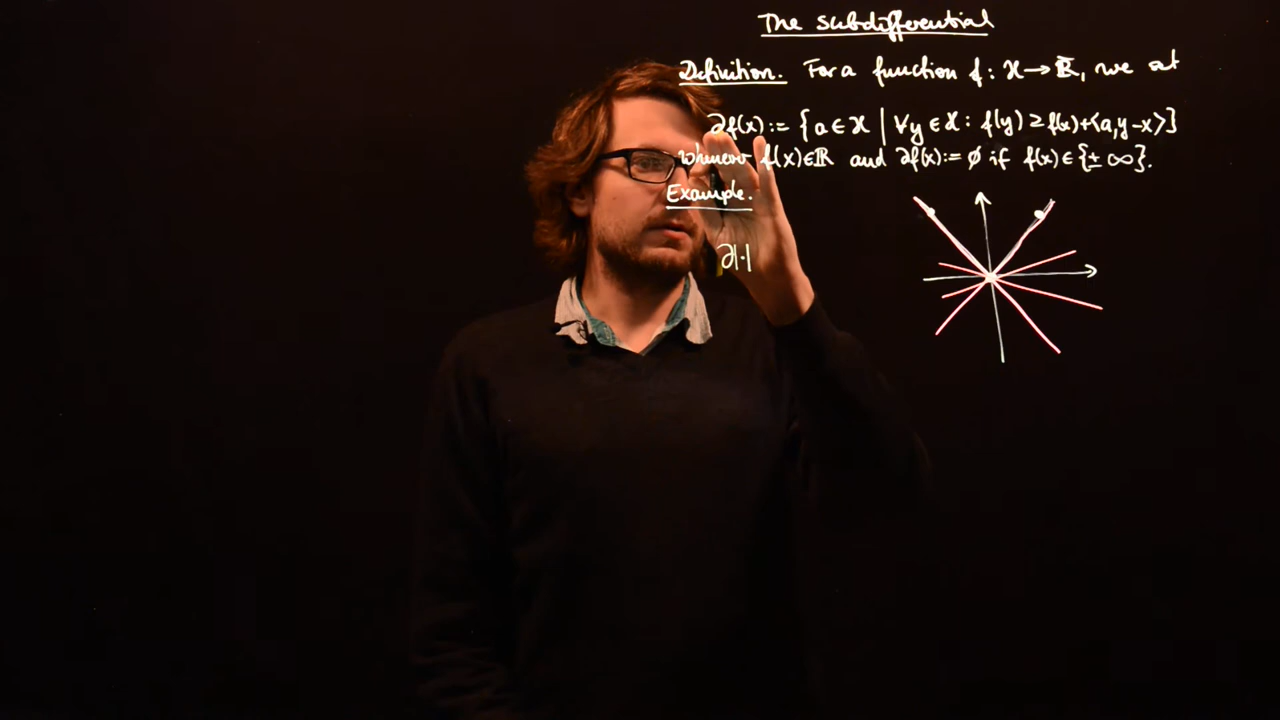 The subdifferential
Definition. For a function f : X → R̄, we set
∂f(x) := { a ∈ X | ∀y ∈ X : f(y) ≥ f(x)+⟨a, y-x⟩}
whenever f(x)∈ℝ and ∂f(x):= ∅ if f(x) ∈ {± ∞}.
Example.
∂|·|